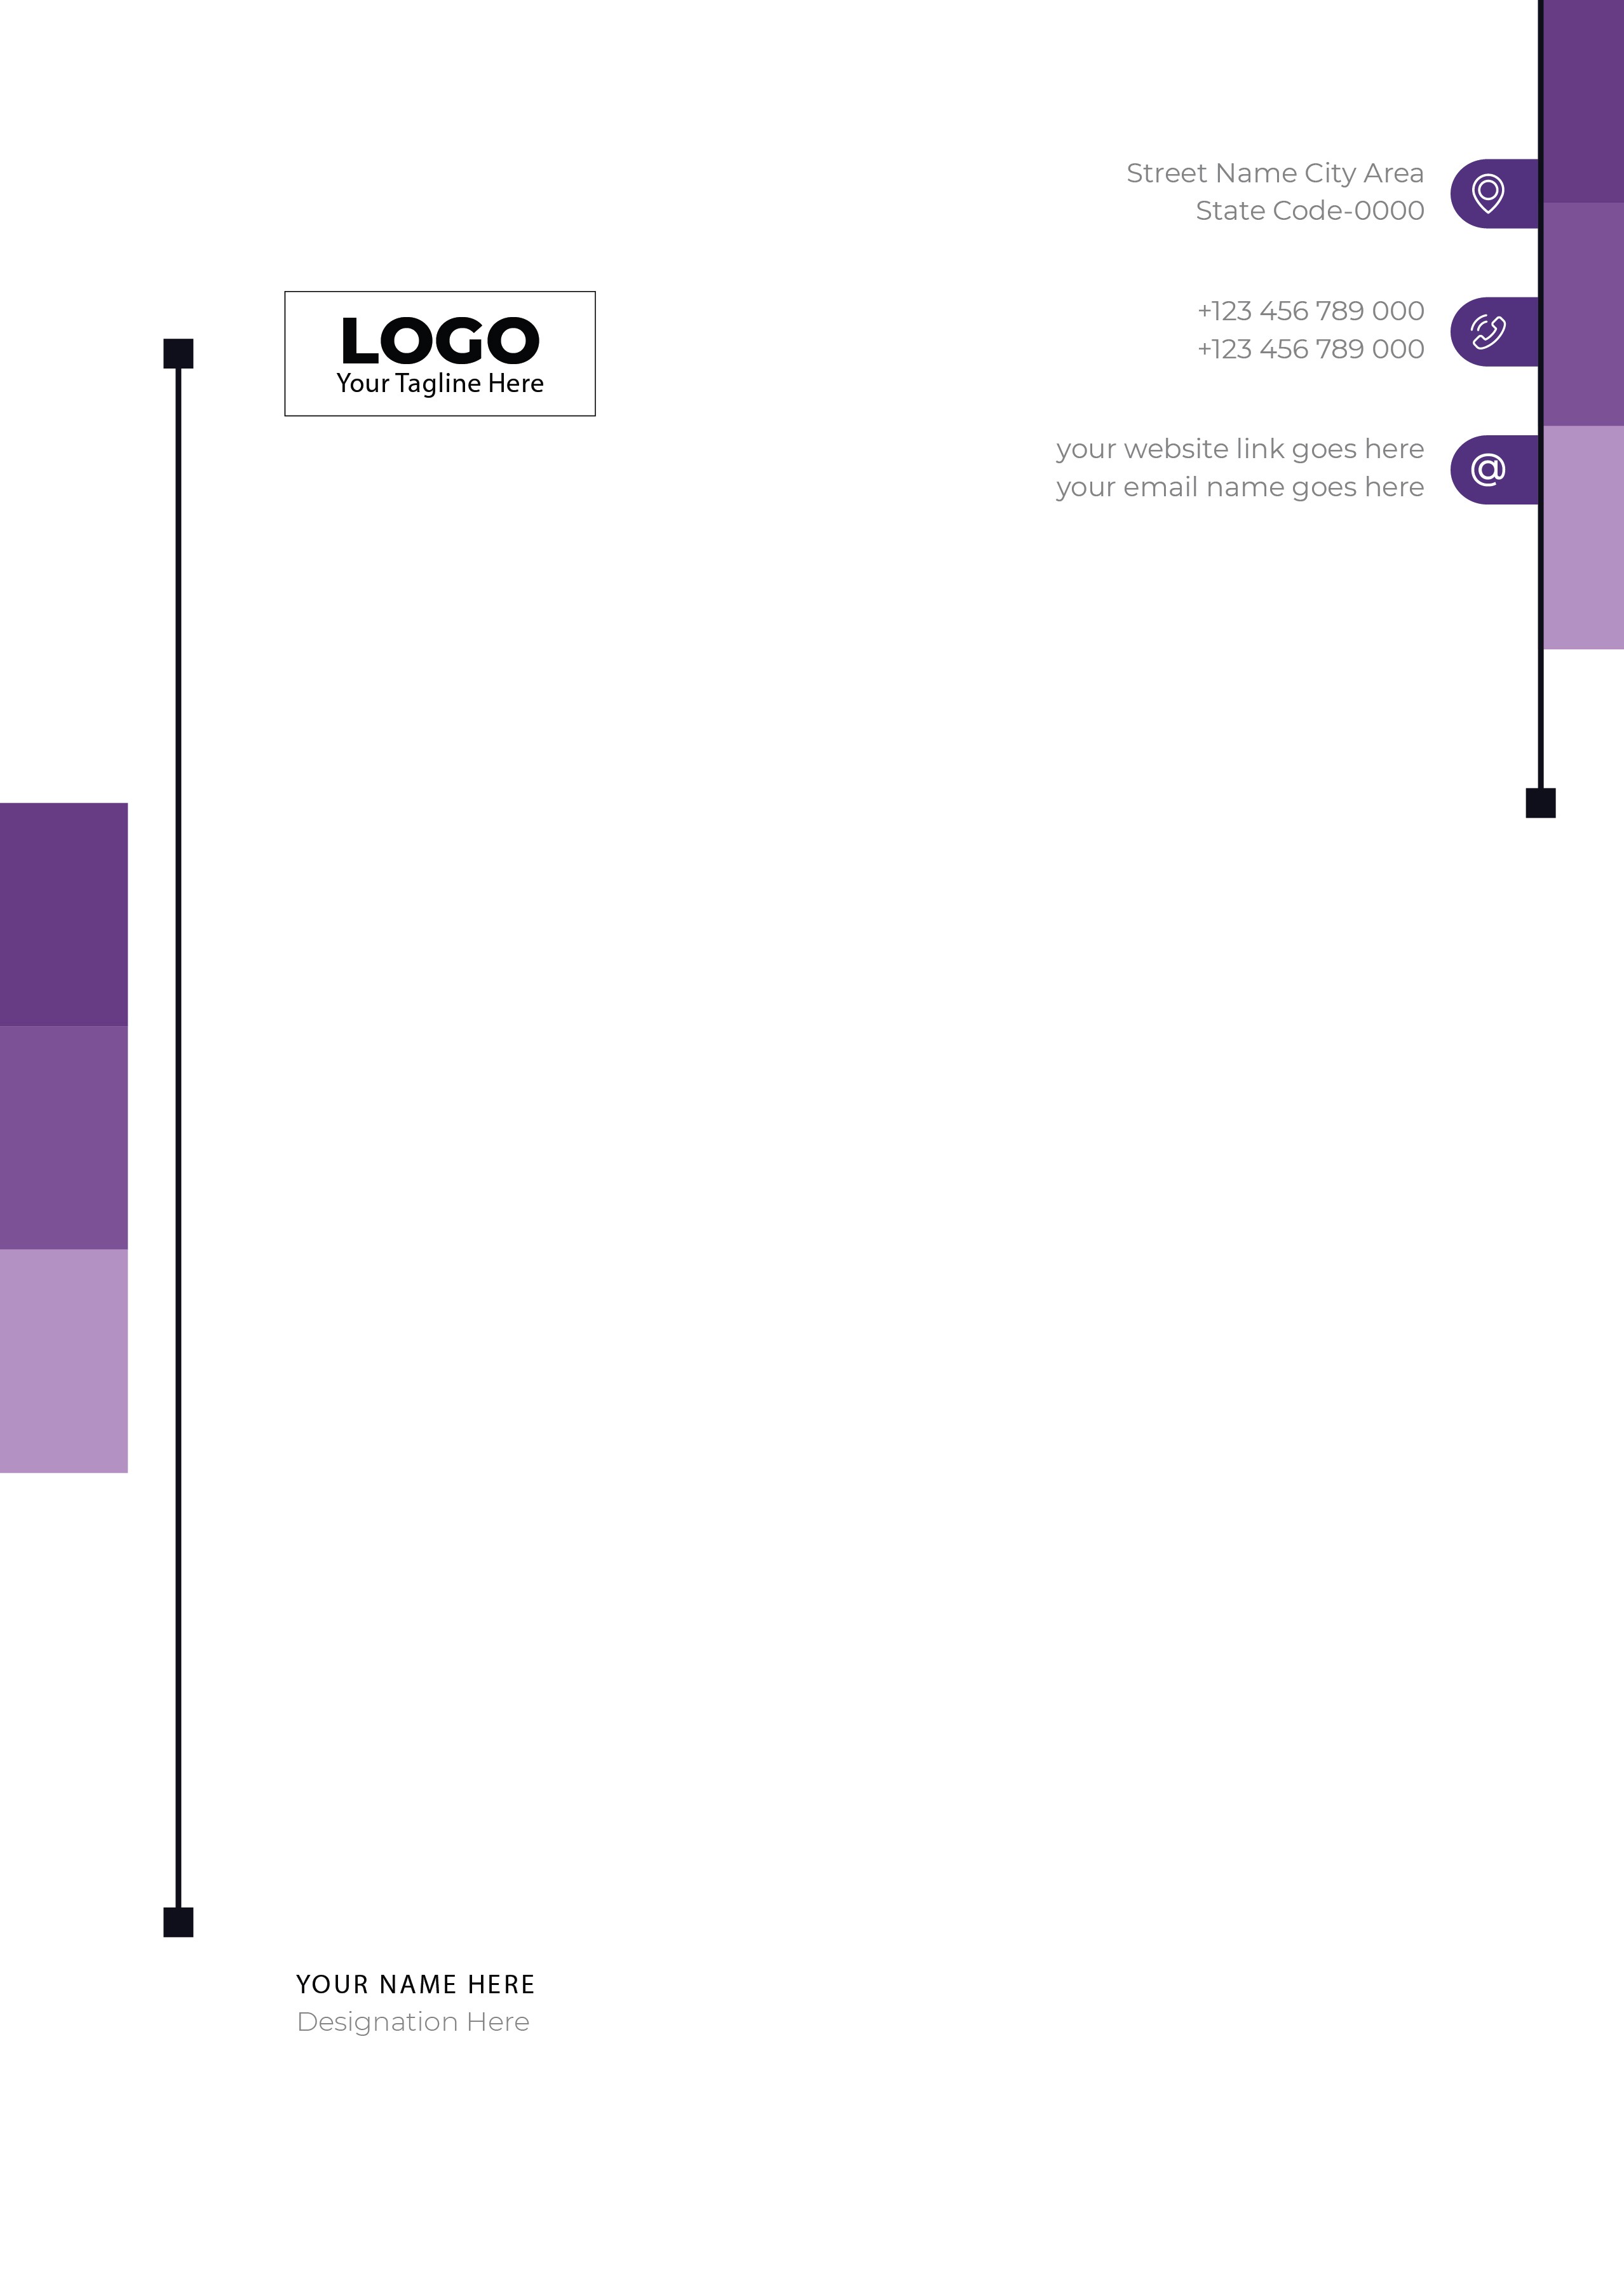 Street Name City Area
State Code-0000
+123 456 789 000
+123 456 789 000
your website link goes here
your email name goes here
@
LOGO
Your Tagline Here
YOUR NAME HERE
Designation Here